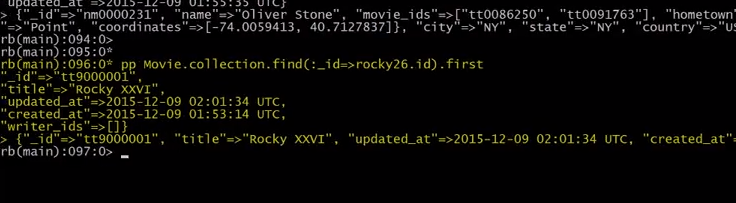 =>2015-12-09 01:55:35 UTC}
> {"_id"=>"nm0000231", "name"=>"Oliver Stone", "movie_ids"=>["tt0086250", "tt0091763"], "hometown"
"=>"Point", "coordinates"=>[-74.0059413, 40.7127837]}, "city"=>"NY", "state"=>"NY", "country"=>"US
rb(main):094:0>
rb(main):095:0*
rb(main):096:0* pp Movie.collection.find(:_id=>rocky26.id).first
"_id"=>"tt9000001",
"title"=>"Rocky XXVI",
"updated_at"=>2015-12-09 02:01:34 UTC,
"created_at"=>2015-12-09 01:53:14 UTC,
"writer_ids"=>[]}
> {"_id"=>"tt9000001", "title"=>"Rocky XXVI", "updated_at"=>2015-12-09 02:01:34 UTC, "created_at"=
rb(main):097:0> _